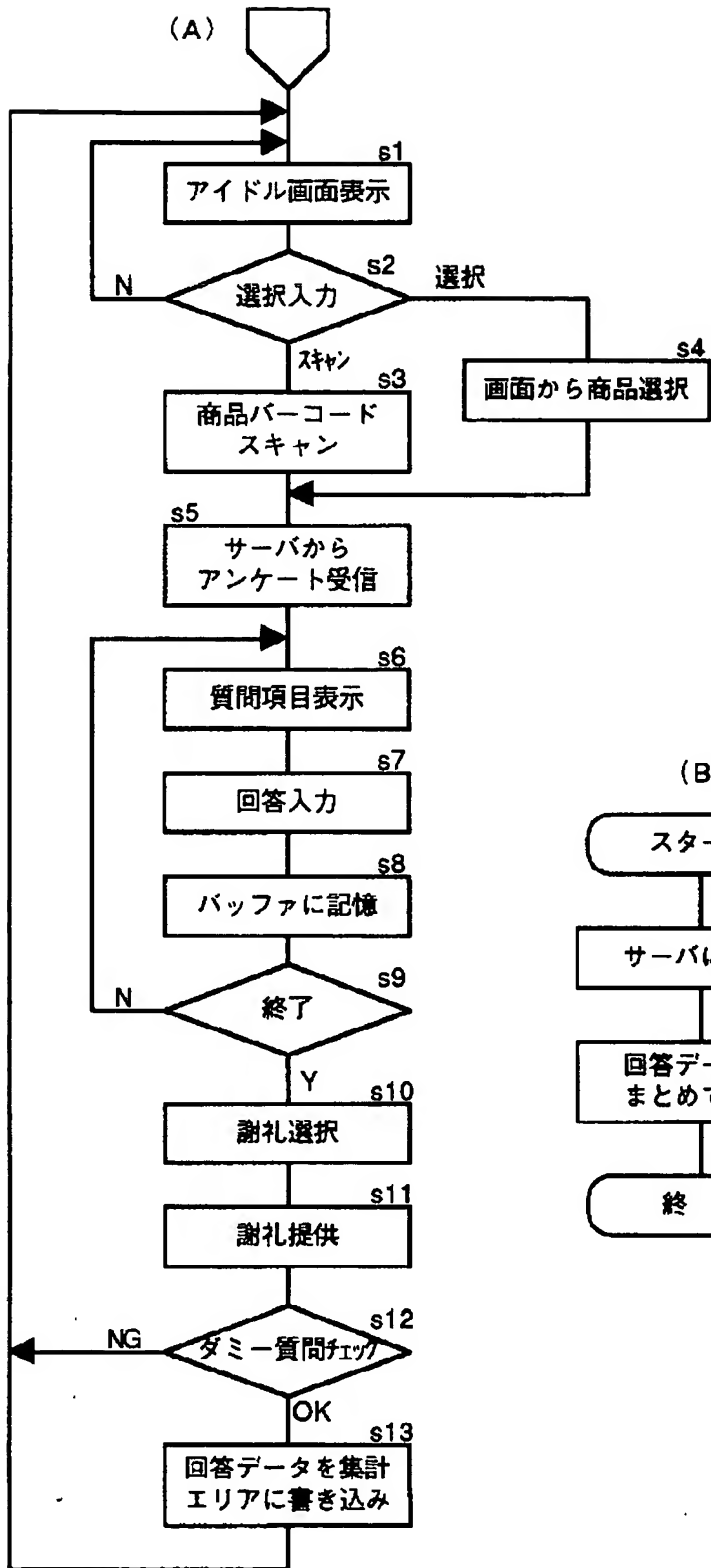 (A)
s1
アイドル画面表示
s2
選択入力
N
選択
スキャン
s3
商品バーコード
スキャン
s4
画面から商品選択
s5
サーバから
アンケート受信
s6
質問項目表示
s7
回答入力
s8
バッファに記憶
s9
終了
N
Y
s10
謝礼選択
s11
謝礼提供
s12
ダミー質問チェック
NG
OK
s13
回答データを集計
エリアに書き込み
(B
スター
サーバに
回答デー
まとめて
終